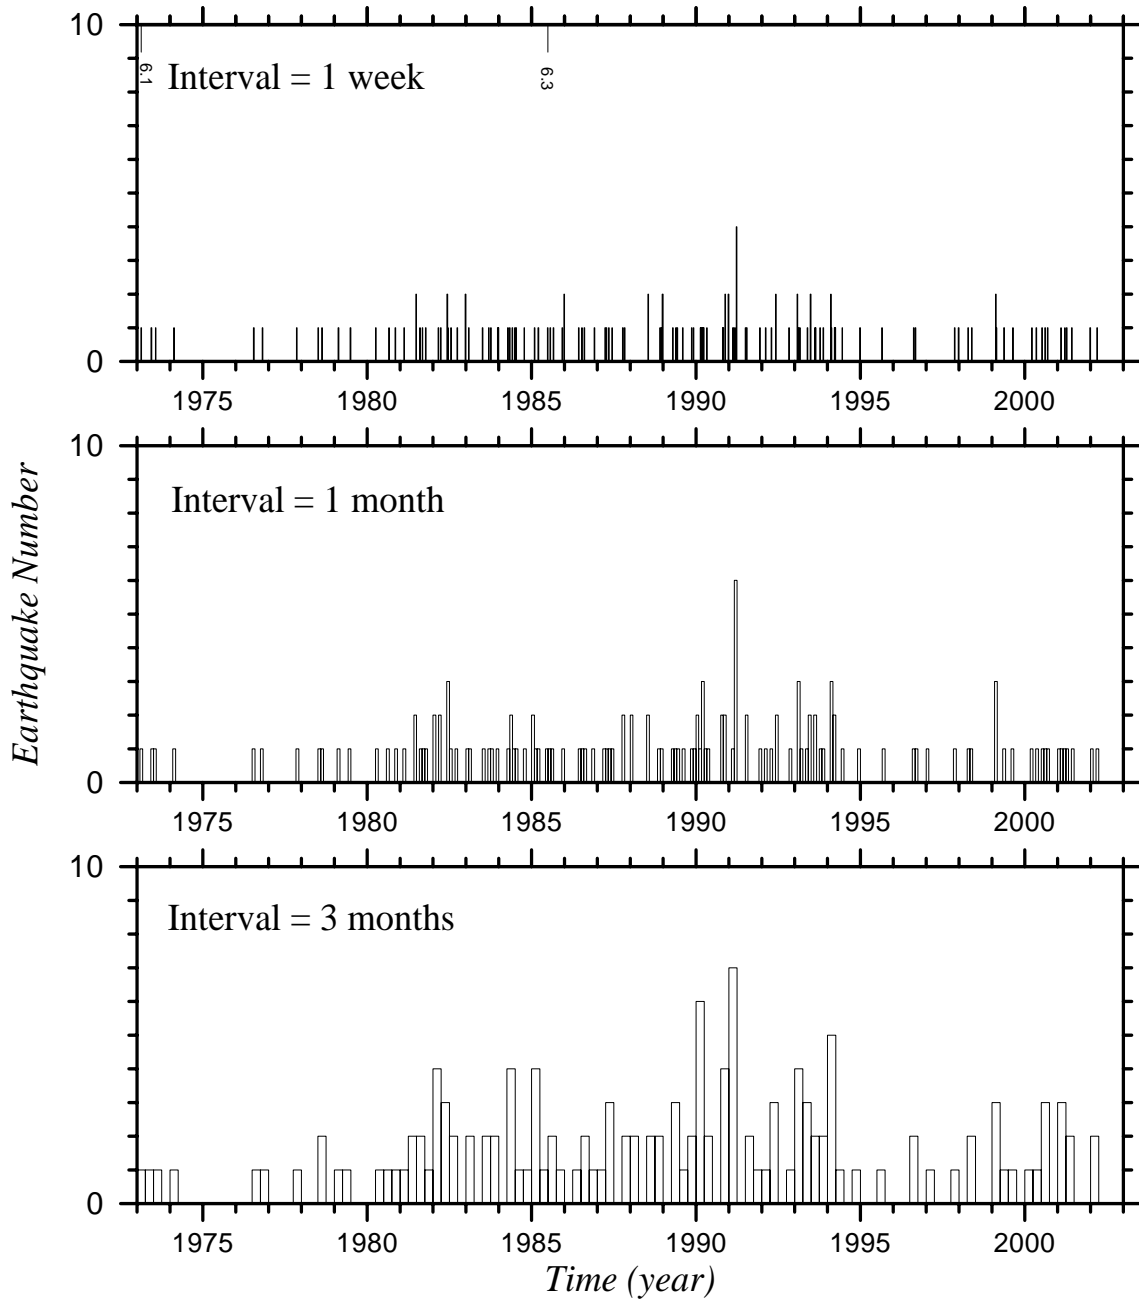 10
6.1
6.3
Interval = 1 week
0
1975 1980 1985 1990 1995 2000
10
Interval = 1 month
Earthquake Number
0
1975 1980 1985 1990 1995 2000
10
Interval = 3 months
0
1975 1980 1985 1990 1995 2000
Time (year)